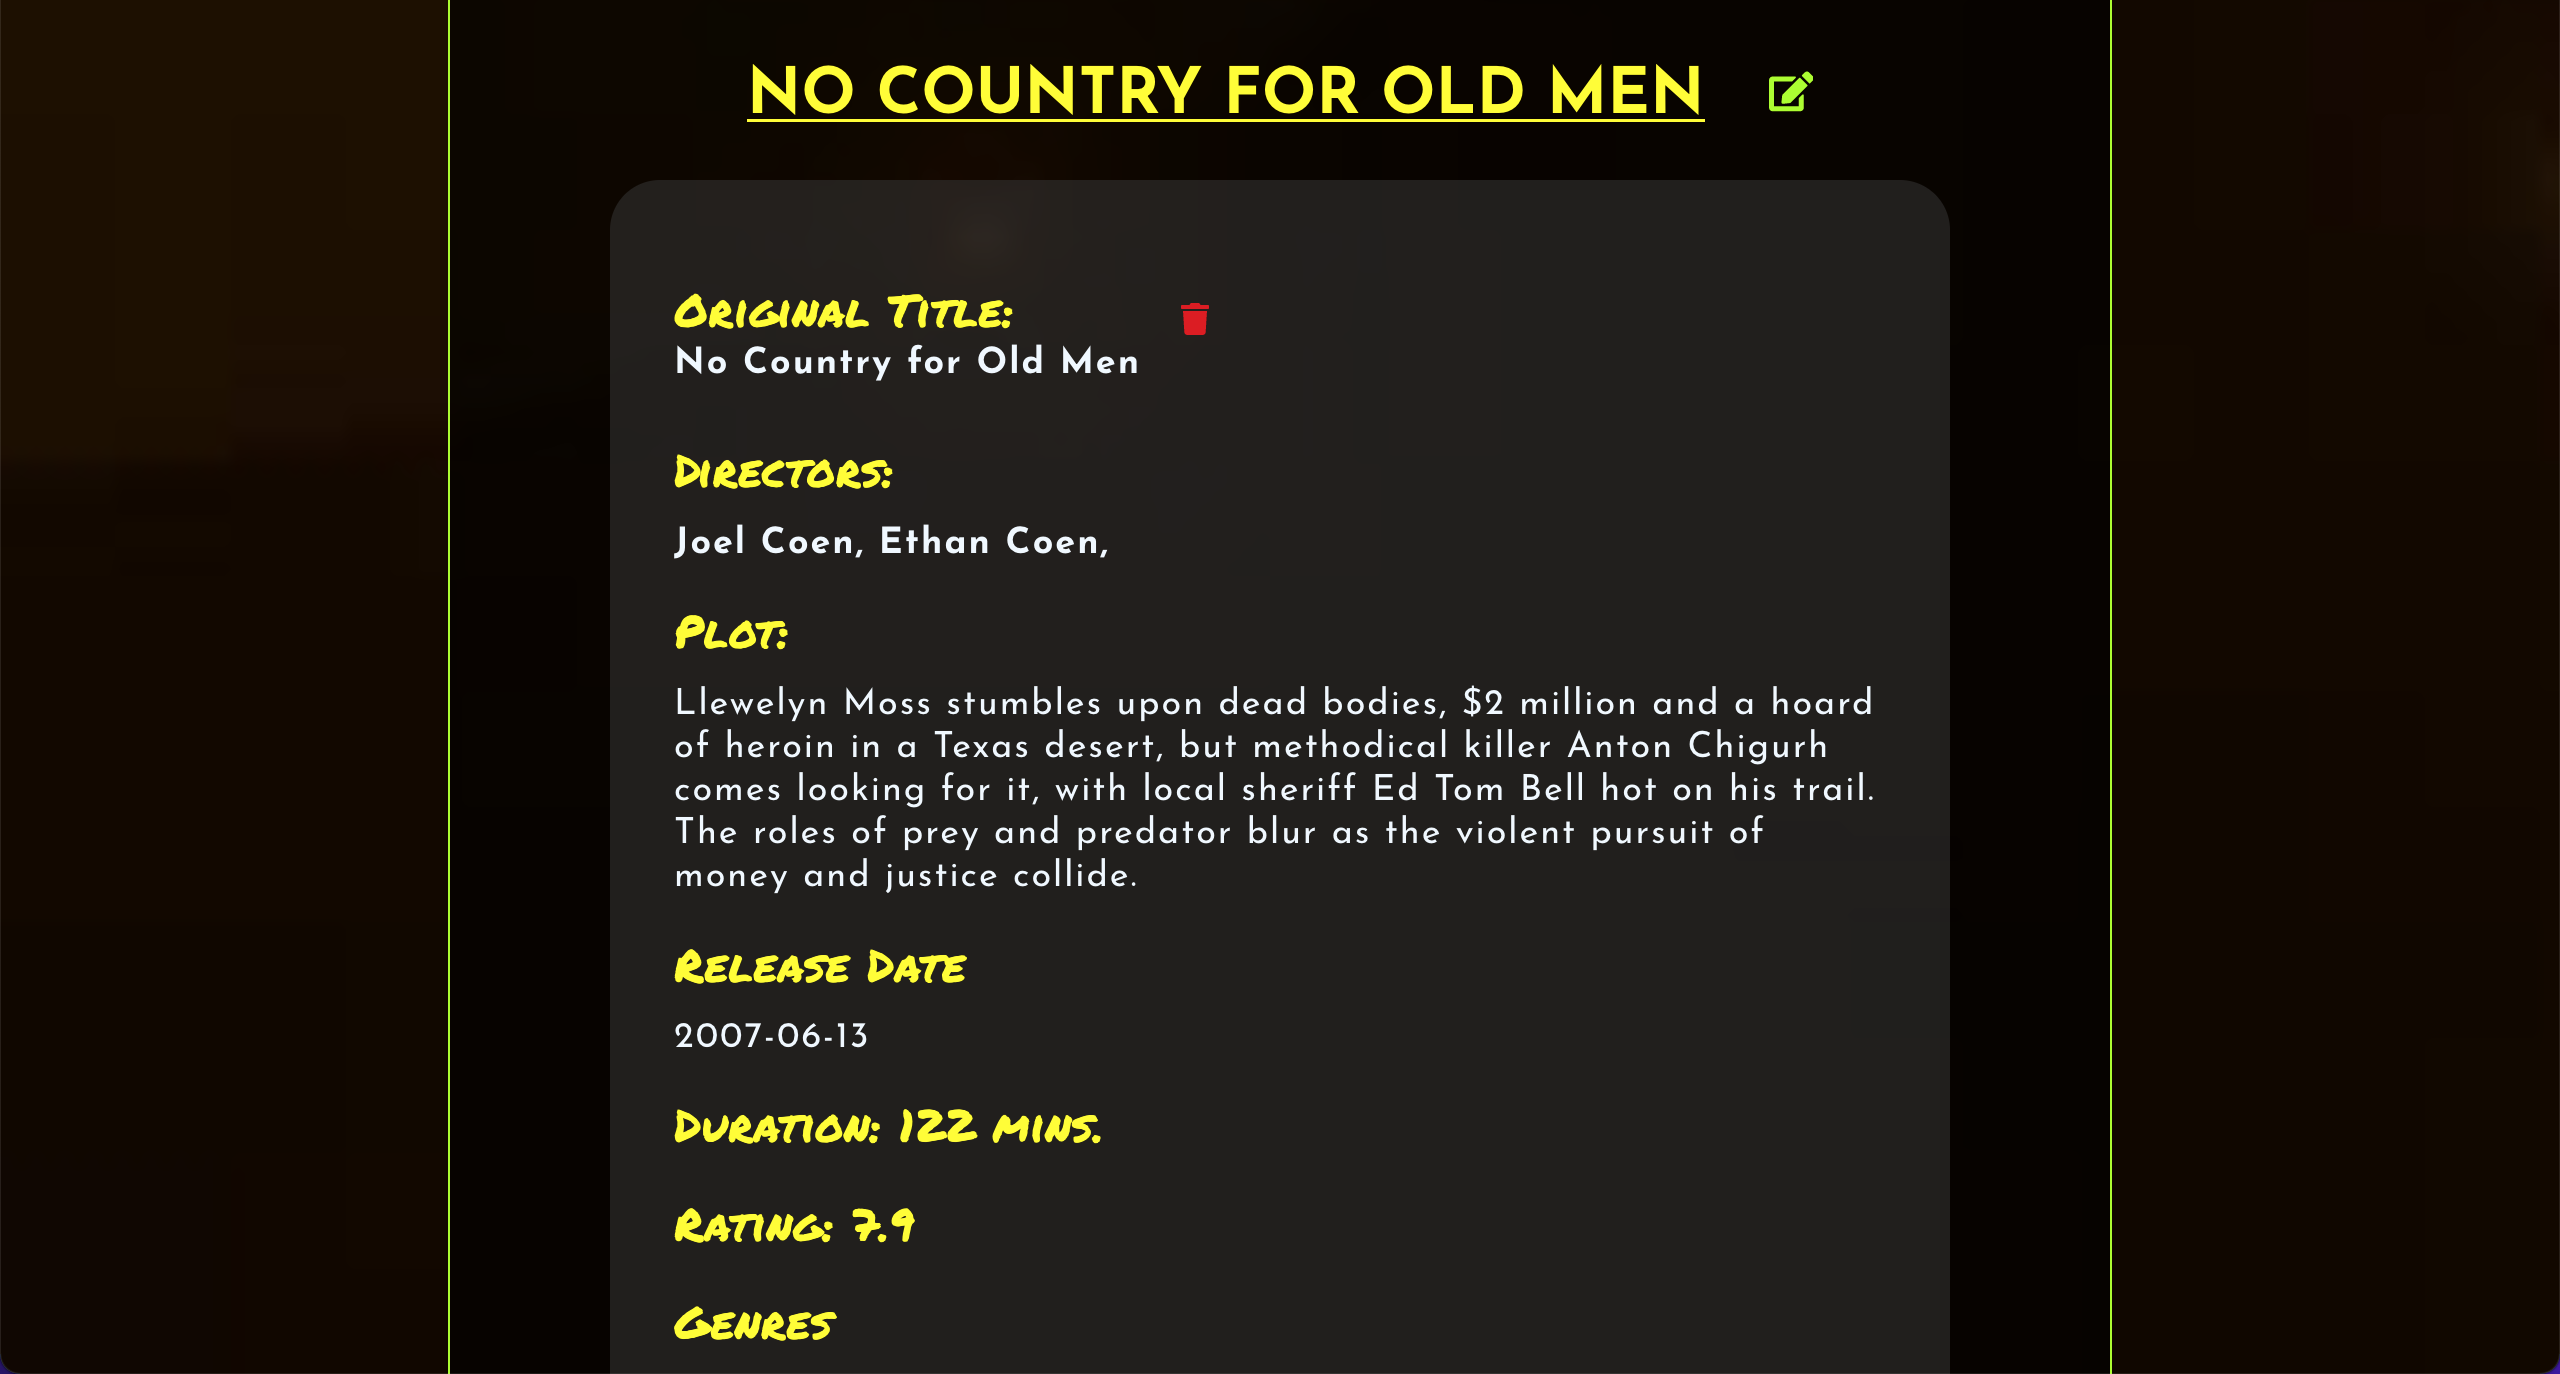 NO COUNTRY FOR OLD MEN
Original Title:
No Country for Old Men
Directors:
Joel Coen, Ethan Coen,
Plot:
Llewelyn Moss stumbles upon dead bodies, $2 million and a hoard
of heroin in a Texas desert, but methodical killer Anton Chigurh
comes looking for it, with local sheriff Ed Tom Bell hot on his trail.
The roles of prey and predator blur as the violent pursuit of
money and justice collide.
Release Date
2007-06-13
Duration: 122 mins.
Rating: 7.9
Genres